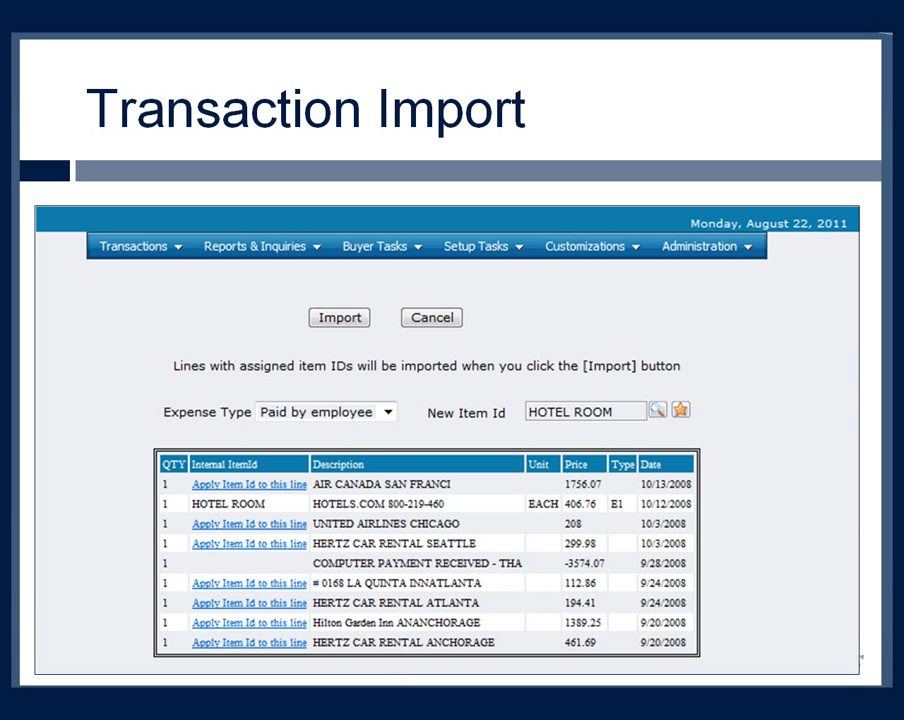 Transaction Import
Monday, August 22, 2011
Transactions Reports & Inquiries Buyer Tasks Setup Tasks Customizations Administration
Import Cancel
Lines with assigned item IDs will be imported when you click the [Import] button
Expense Type Paid by employee New Item Id HOTEL ROOM
QTY Internal ItemId Description Unit Price Type Date
1 Apply Item Id to this line AIR CANADA SAN FRANCI 1756.07 10/13/2008
1 HOTEL ROOM HOTELS.COM 800-219-460 EACH 406.76 E1 10/12/2008
1 Apply Item Id to this line UNITED AIRLINES CHICAGO 208 10/3/2008
1 Apply Item Id to this line HERTZ CAR RENTAL SEATTLE 299.98 10/3/2008
1 COMPUTER PAYMENT RECEIVED - THA -3574.07 9/28/2008
1 Apply Item Id to this line # 0168 LA QUINTA INNATLANTA 112.86 9/24/2008
1 Apply Item Id to this line HERTZ CAR RENTAL ATLANTA 194.41 9/24/2008
1 Apply Item Id to this line Hilton Garden Inn ANANCHORAGE 1389.25 9/20/2008
1 Apply Item Id to this line HERTZ CAR RENTAL ANCHORAGE 461.69 9/20/2008